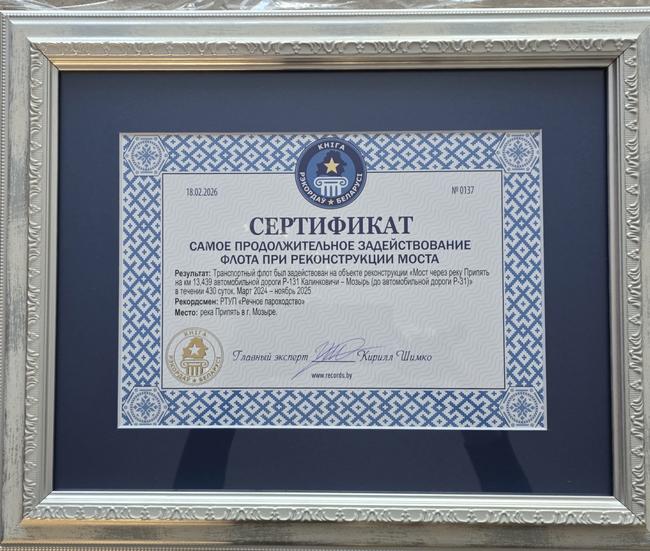 КНІГА
РЭКОРДАЎ ★ БЕЛАРУСІ
18.02.2026
№ 0137
СЕРТИФИКАТ
САМОЕ ПРОДОЛЖИТЕЛЬНОЕ ЗАДЕЙСТВОВАНИЕ
ФЛОТА ПРИ РЕКОНСТРУКЦИИ МОСТА
Результат: Транспортный флот был задействован на объекте реконструкции «Мост через реку Припять
на км 13,439 автомобильной дороги Р-131 Калинковичи – Мозырь (до автомобильной дороги Р-31)»
в течении 430 суток. Март 2024 – ноябрь 2025
Рекордсмен: РТУП «Речное пароходство»
Место: река Припять в г. Мозыре.
КНІГА
РЭКОРДАЎ ★ БЕЛАРУСІ
Главный эксперт Кирилл Шимко
www.records.by